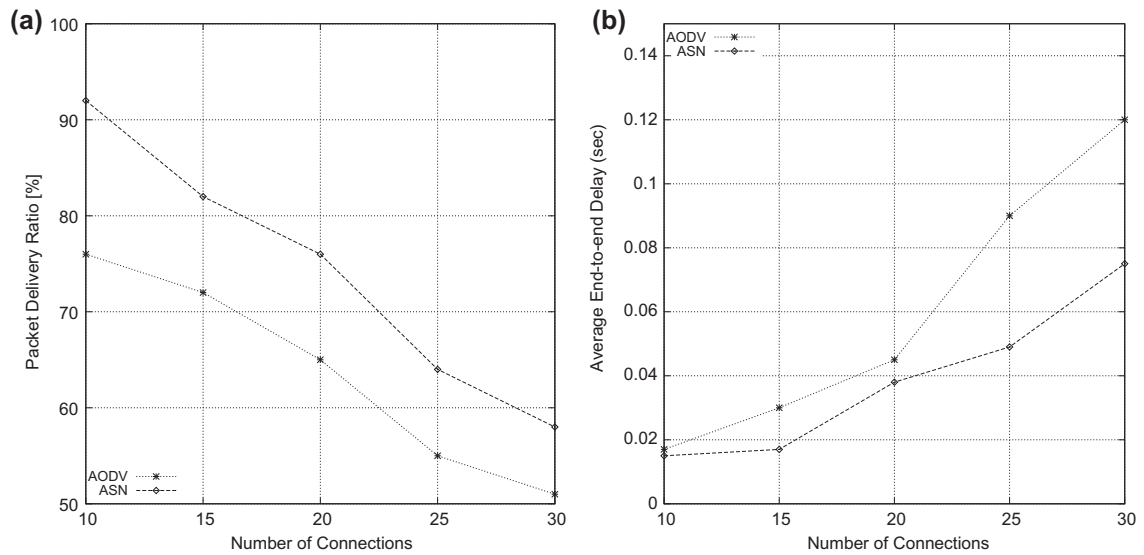 (a)
Packet Delivery Ratio [%]
100
90
80
70
60
50
AODV
ASN
10 15 20 25 30
Number of Connections
(b)
Average End-to-end Delay (sec)
AODV
ASN
0.14
0.12
0.1
0.08
0.06
0.04
0.02
0
10 15 20 25 30
Number of Connections